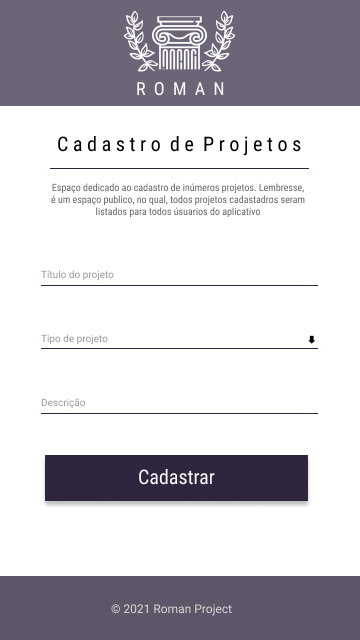 ROMAN
Cadastro de Projetos
Espaço dedicado ao cadastro de inúmeros projetos. Lembresse,
é um espaço publico, no qual, todos projetos cadastadros seram
listados para todos úsuarios do aplicativo
Título do projeto
Tipo de projeto
Descrição
Cadastrar
© 2021 Roman Project